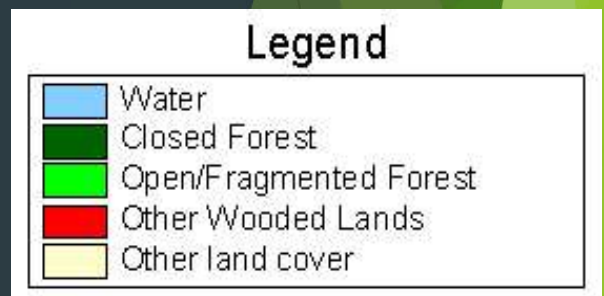 Legend
Water
Closed Forest
Open/Fragmented Forest
Other Wooded Lands
Other land cover